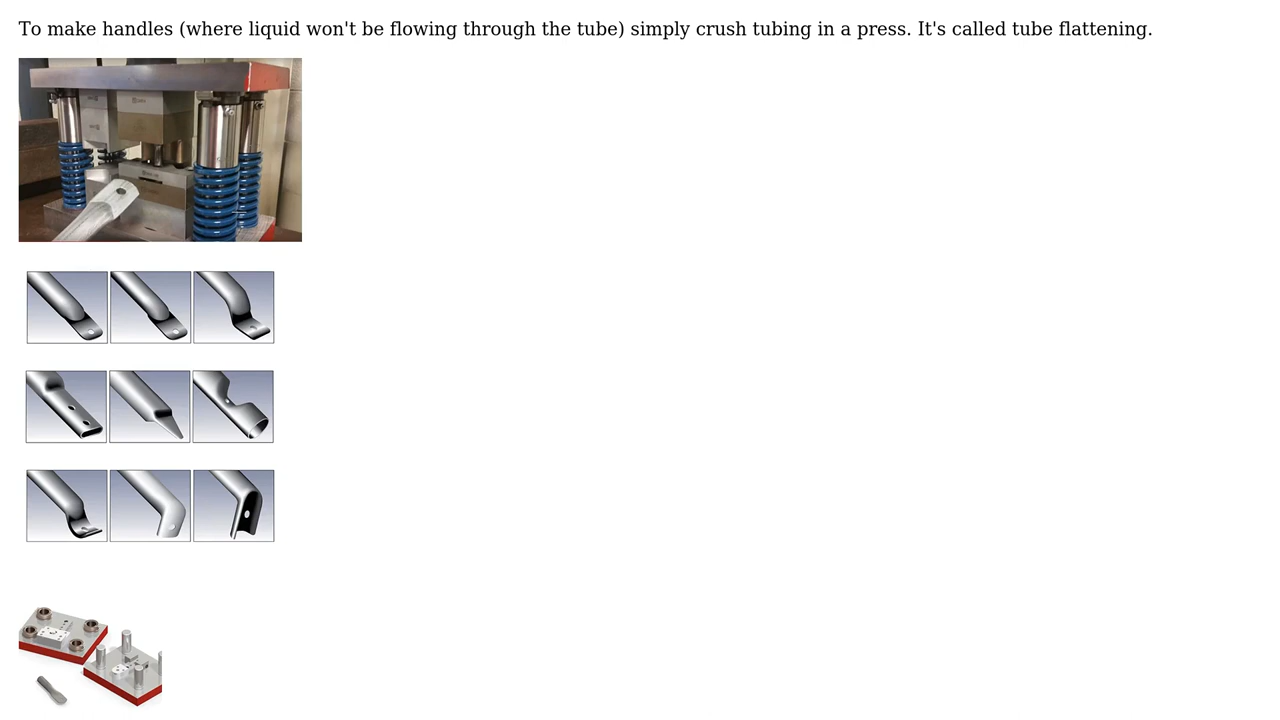 To make handles (where liquid won't be flowing through the tube) simply crush tubing in a press. It's called tube flattening.